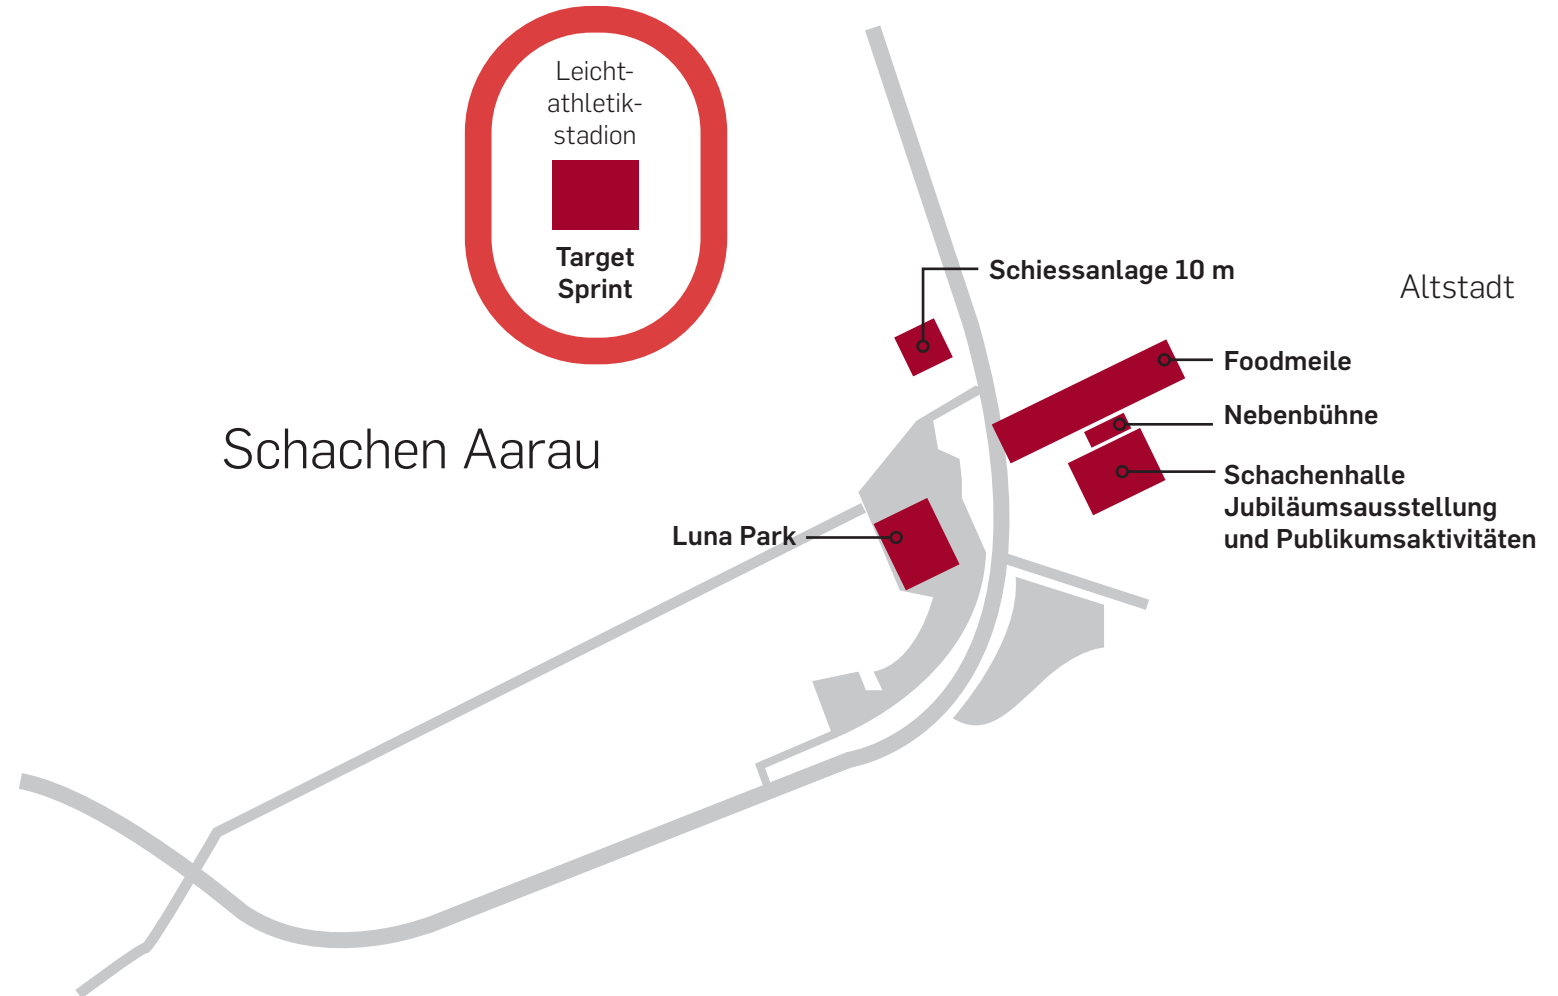 Leicht-
athletik-
stadion
Target
Sprint
Schiessanlage 10 m
Altstadt
Foodmeile
Nebenbühne
Schachen Aarau
Schachenhalle
Jubiläumsausstellung
und Publikumsaktivitäten
Luna Park